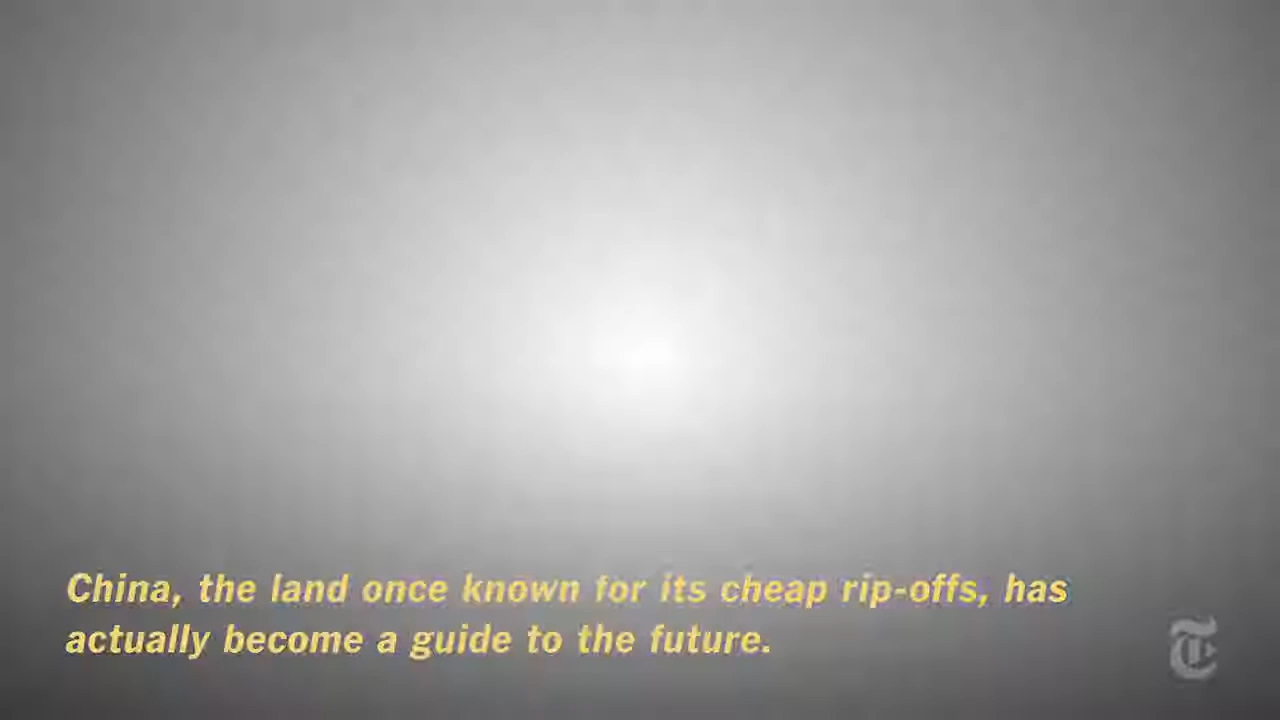 China, the land once known for its cheap rip-offs, has
actually become a guide to the future.
T